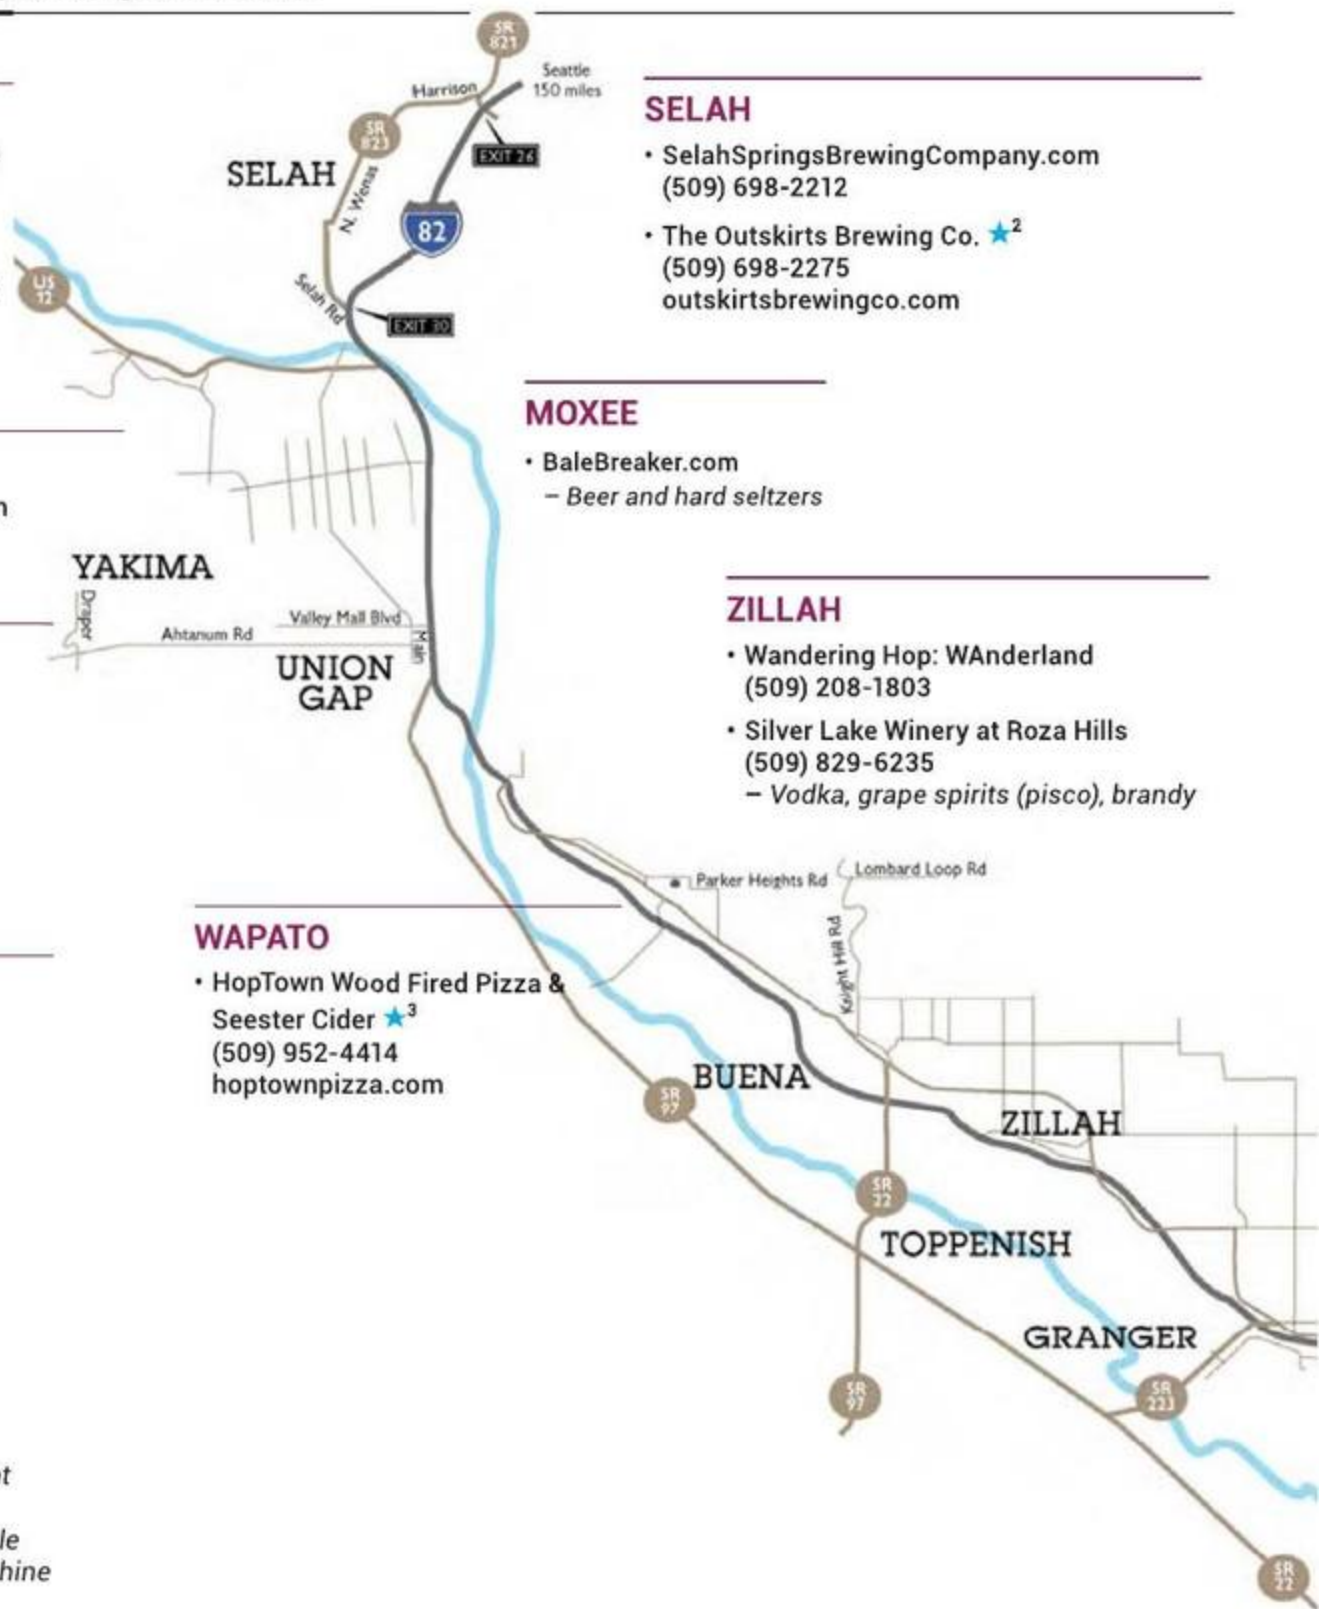 SR
821
Seattle
150 miles
Harrison
SR
823
EXIT 26
SELAH
N. Wenas
82
US
12
Selah Rd
EXIT 30
SELAH
• SelahSpringsBrewingCompany.com
(509) 698-2212
• The Outskirts Brewing Co. ★2
(509) 698-2275
outskirtsbrewingco.com
MOXEE
• BaleBreaker.com
– Beer and hard seltzers
n
YAKIMA
Draper
Ahtanum Rd
Valley Mall Blvd
Main
UNION
GAP
ZILLAH
• Wandering Hop: WAnderland
(509) 208-1803
• Silver Lake Winery at Roza Hills
(509) 829-6235
– Vodka, grape spirits (pisco), brandy
Parker Heights Rd
Lombard Loop Rd
Knight Hill Rd
WAPATO
• HopTown Wood Fired Pizza &
Seester Cider ★3
(509) 952-4414
hoptownpizza.com
BUENA
SR
97
ZILLAH
SR
22
TOPPENISH
GRANGER
SR
97
SR
223
SR
22
le
hine